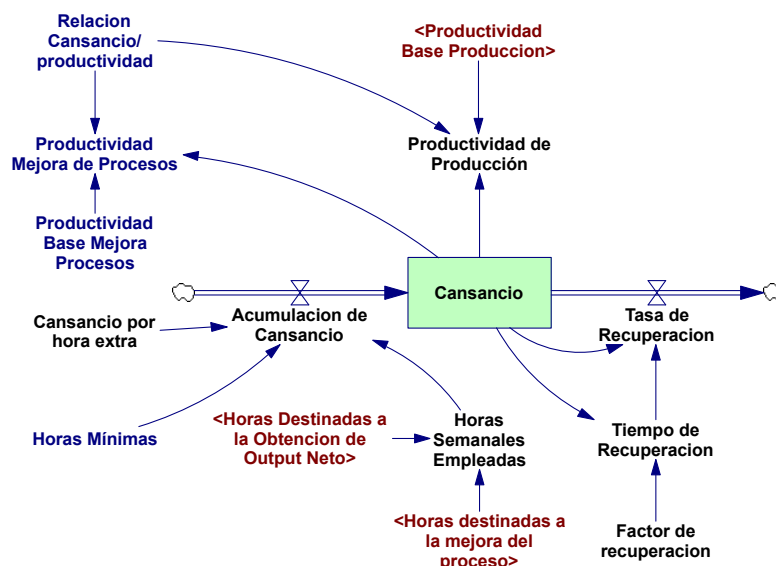 Relacion
Cansancio/
productividad
<Productividad
Base Produccion>
Productividad
Mejora de Procesos
Productividad de
Producción
Productividad
Base Mejora
Procesos
Cansancio
Cansancio por
hora extra
Acumulacion de
Cansancio
Tasa de
Recuperacion
Horas Mínimas
<Horas Destinadas a
la Obtencion de
Output Neto>
Horas
Semanales
Empleadas
Tiempo de
Recuperacion
<Horas destinadas a
la mejora del
proceso>
Factor de
recuperacion